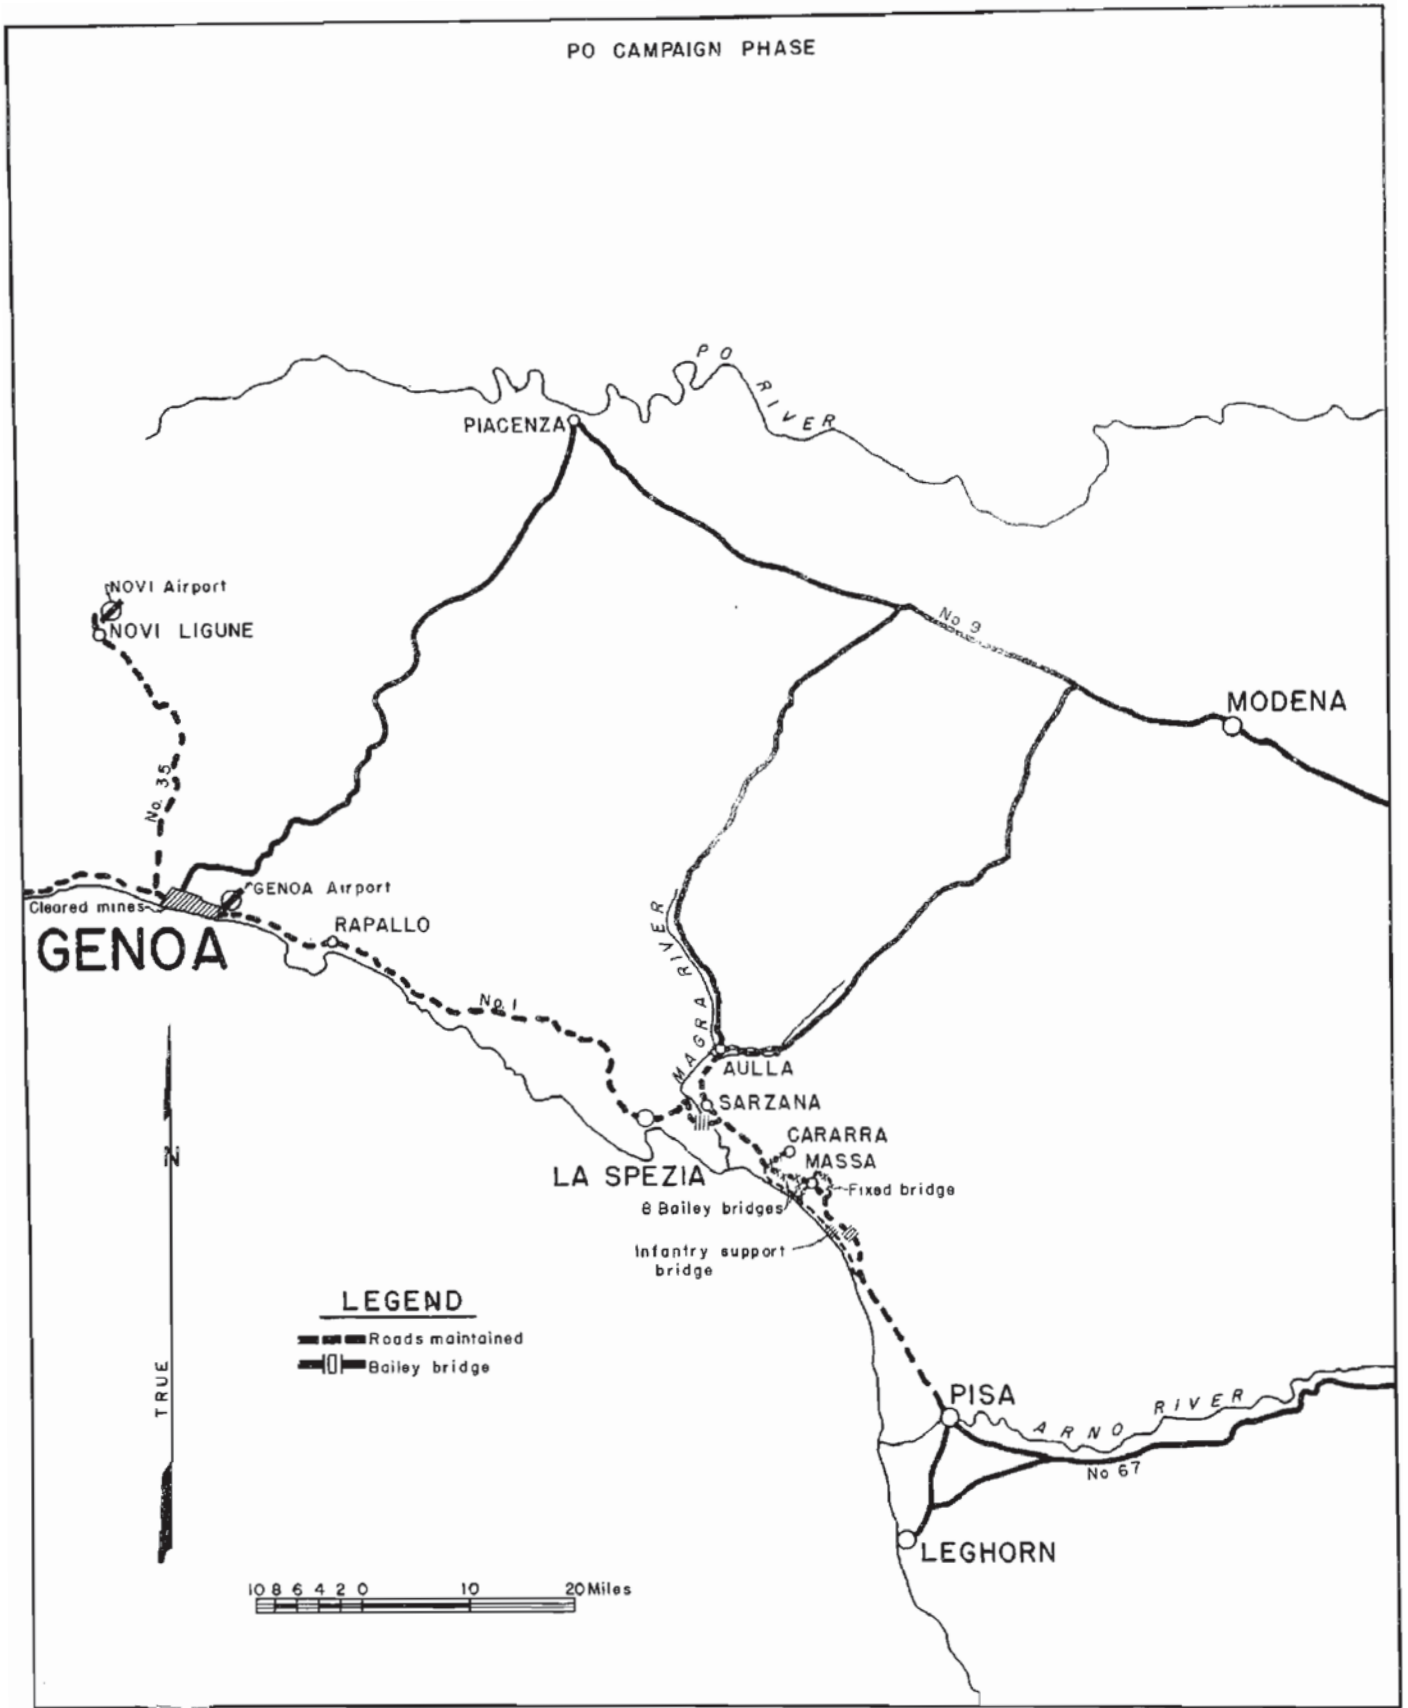 PO CAMPAIGN PHASE
PO RIVER
PIACENZA
NOVI Airport
NOVI LIGUNE
No 9
MODENA
No. 35
GENOA Airport
Cleared mines
GENOA
RAPALLO
No. 1
MAGRA RIVER
AULLA
SARZANA
CARARRA
MASSA
LA SPEZIA
Fixed bridge
8 Bailey bridges
Infantry support
bridge
LEGEND
Roads maintained
Bailey bridge
N
TRUE
PISA
ARNO RIVER
No 67
LEGHORN
10 8 6 4 2 0 10 20 Miles